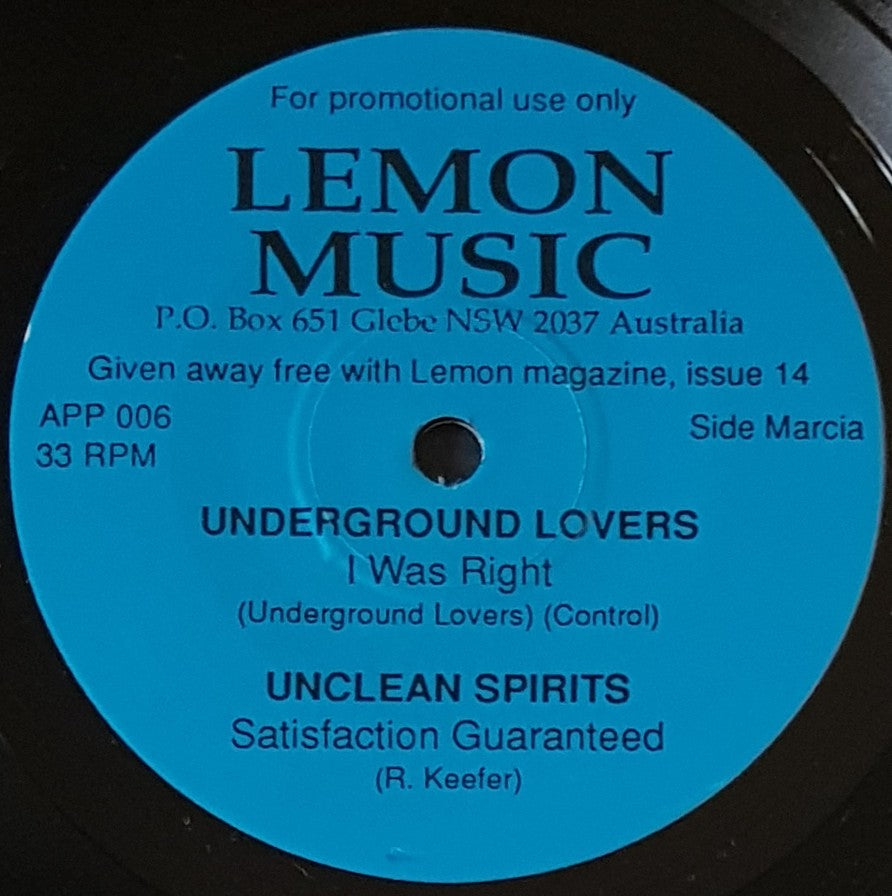 For promotional use only
LEMON
MUSIC
P.O. Box 651 Glebe NSW 2037 Australia
Given away free with Lemon magazine, issue 14
APP 006
Side Marcia
33 RPM
UNDERGROUND LOVERS
I Was Right
(Underground Lovers) (Control)
UNCLEAN SPIRITS
Satisfaction Guaranteed
(R. Keefer)